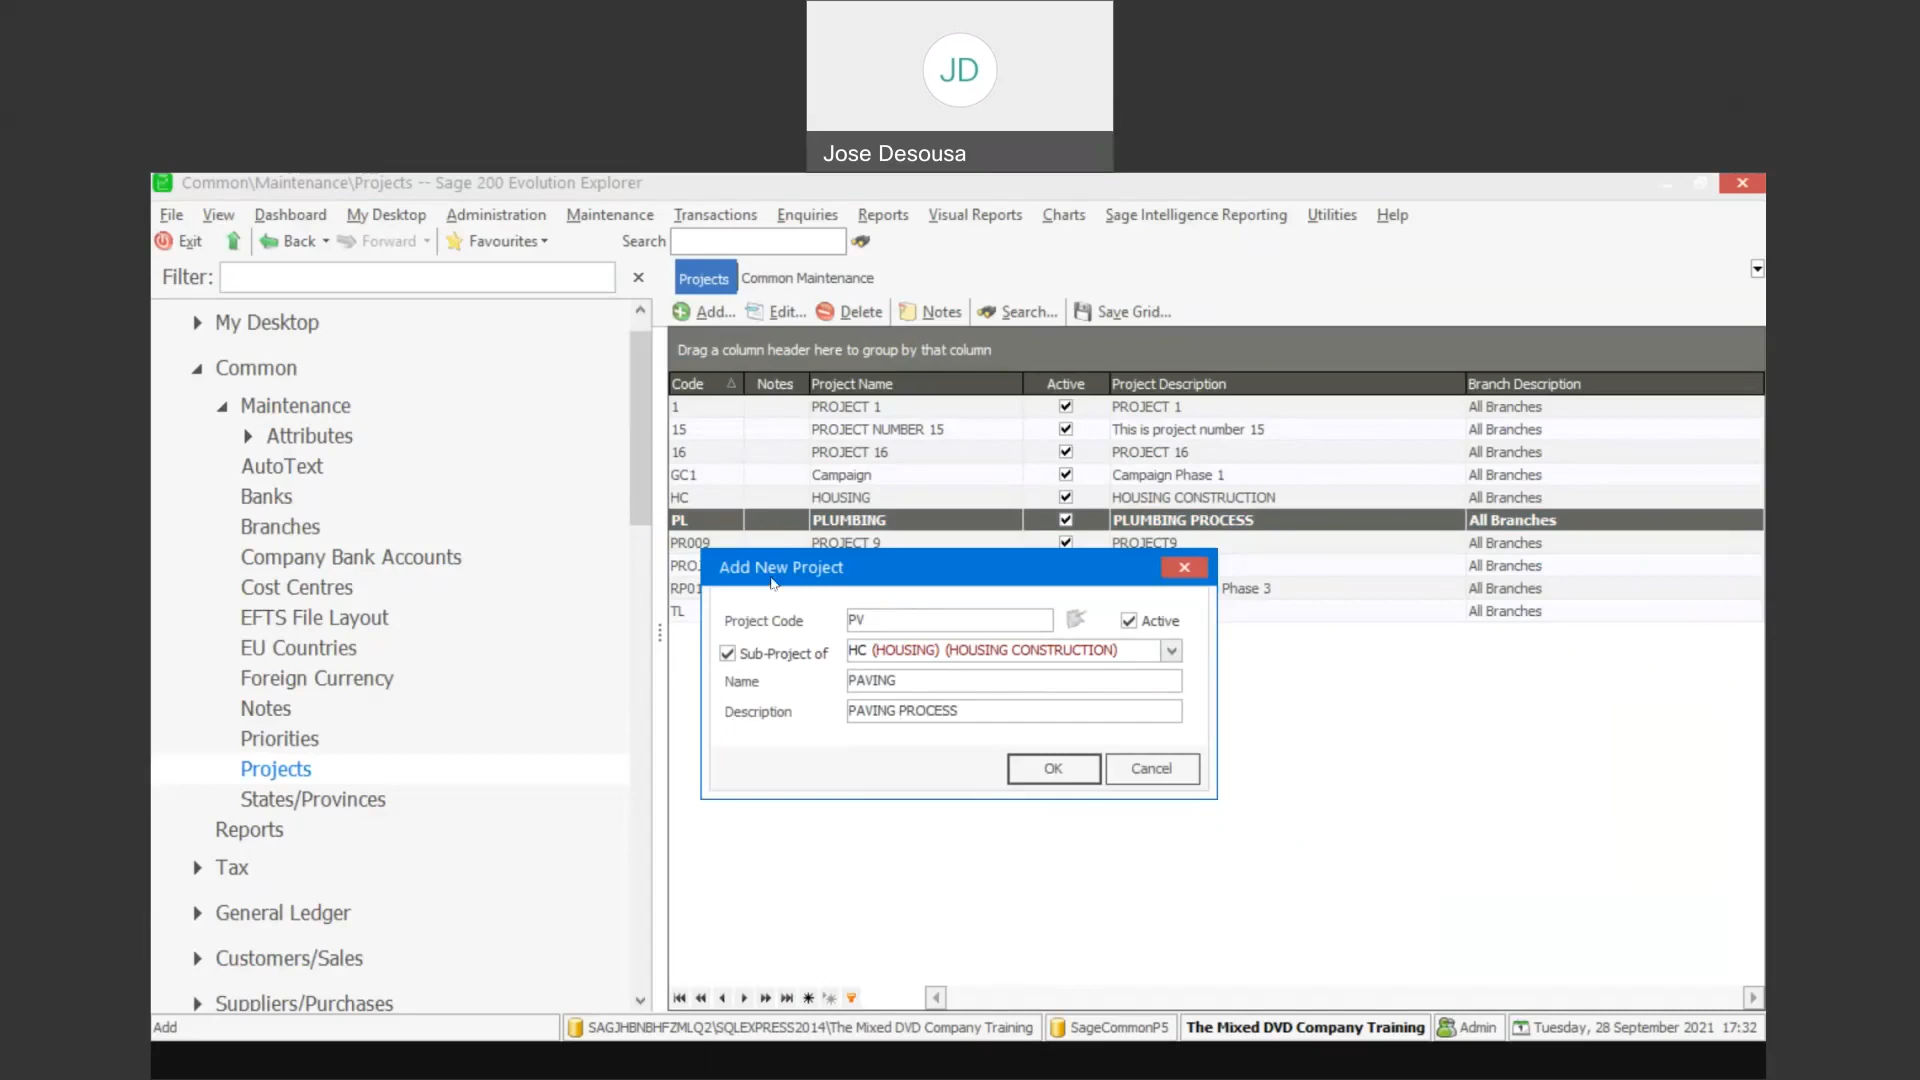 JD
Jose Desousa
Common\Maintenance\Projects -- Sage 200 Evolution Explorer
File View Dashboard My Desktop Administration Maintenance Transactions Enquiries Reports Visual Reports Charts Sage Intelligence Reporting Utilities Help
Exit Back Forward Favourites Search
Filter:
Projects Common Maintenance
Add... Edit... Delete Notes Search... Save Grid...
Drag a column header here to group by that column
Code Notes Project Name Active Project Description Branch Description
1 PROJECT 1 PROJECT 1 All Branches
15 PROJECT NUMBER 15 This is project number 15 All Branches
16 PROJECT 16 PROJECT 16 All Branches
GC1 Campaign Campaign Phase 1 All Branches
HC HOUSING HOUSING CONSTRUCTION All Branches
PL PLUMBING PLUMBING PROCESS All Branches
PR009 PROJECT 9 PROJECT9 All Branches
PRO. All Branches
RP01 Phase 3 All Branches
TL All Branches
Add New Project
Project Code PV Active
Sub-Project of HC (HOUSING) (HOUSING CONSTRUCTION)
Name PAVING
Description PAVING PROCESS
OK Cancel
My Desktop
Common
Maintenance
Attributes
AutoText
Banks
Branches
Company Bank Accounts
Cost Centres
EFTS File Layout
EU Countries
Foreign Currency
Notes
Priorities
Projects
States/Provinces
Reports
Tax
General Ledger
Customers/Sales
Suppliers/Purchases
Add SAGJHBNBHFZMLQ2\SQLEXPRESS2014\The Mixed DVD Company Training SageCommonP5 The Mixed DVD Company Training Admin Tuesday, 28 September 2021 17:32